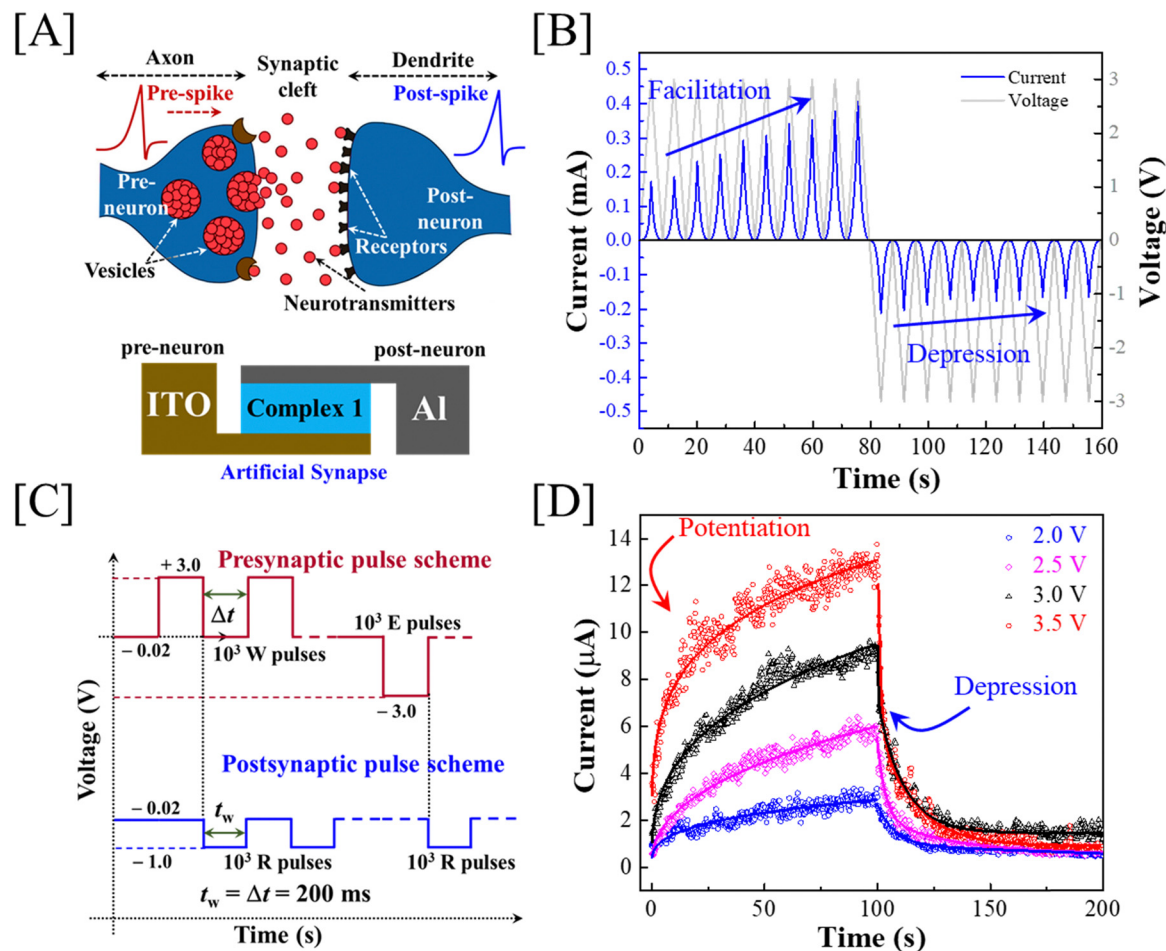 [A]
Axon
Synaptic
cleft
Dendrite
Pre-spike
Post-spike
Pre-
neuron
Post-
neuron
Receptors
Vesicles
Neurotransmitters
pre-neuron
post-neuron
ITO
Complex 1
Al
Artificial Synapse
[B]
Facilitation
Current
Voltage
Depression
Current (mA)
0.5
0.4
0.3
0.2
0.1
0.0
-0.1
-0.2
-0.3
-0.4
-0.5
Voltage (V)
3
2
1
0
-1
-2
-3
0 20 40 60 80 100 120 140 160
Time (s)
[C]
Presynaptic pulse scheme
+ 3.0
Δt
10³ E pulses
− 0.02
10³ W pulses
− 3.0
Voltage (V)
Postsynaptic pulse scheme
− 0.02
tw
− 1.0
10³ R pulses
10³ R pulses
tw = Δt = 200 ms
Time (s)
[D]
Potentiation
2.0 V
2.5 V
3.0 V
3.5 V
Depression
Current (μA)
14
12
10
8
6
4
2
0
0 50 100 150 200
Time (s)